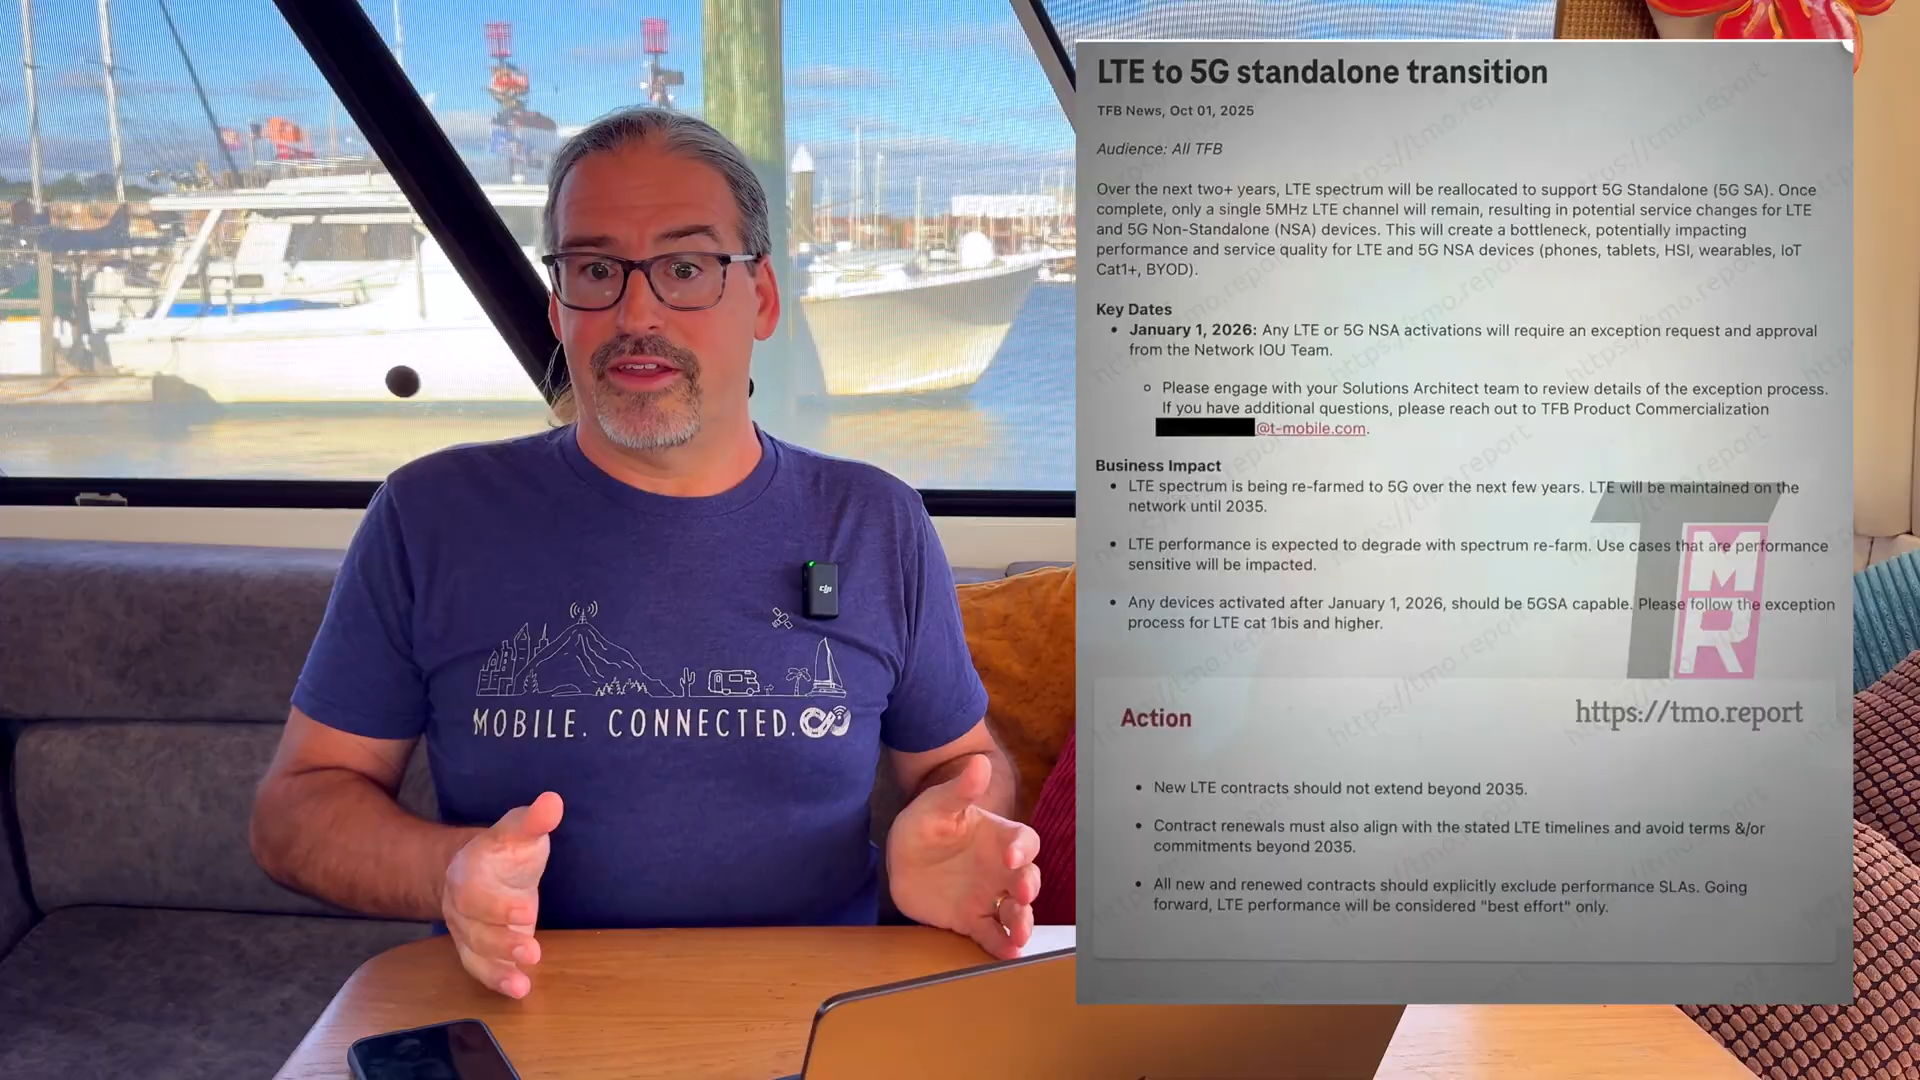 LTE to 5G standalone transition
TFB News, Oct 01, 2025
Audience: All TFB
Over the next two+ years, LTE spectrum will be reallocated to support 5G Standalone (5G SA). Once
complete, only a single 5MHz LTE channel will remain, resulting in potential service changes for LTE
and 5G Non-Standalone (NSA) devices. This will create a bottleneck, potentially impacting
performance and service quality for LTE and 5G NSA devices (phones, tablets, HSI, wearables, IoT
Cat1+, BYOD).
Key Dates
• January 1, 2026: Any LTE or 5G NSA activations will require an exception request and approval
from the Network IOU Team.
○ Please engage with your Solutions Architect team to review details of the exception process.
If you have additional questions, please reach out to TFB Product Commercialization
@t-mobile.com.
Business Impact
• LTE spectrum is being re-farmed to 5G over the next few years. LTE will be maintained on the
network until 2035.
• LTE performance is expected to degrade with spectrum re-farm. Use cases that are performance
sensitive will be impacted.
• Any devices activated after January 1, 2026, should be 5GSA capable. Please follow the exception
process for LTE cat 1bis and higher.
TMR
https://tmo.report
Action
• New LTE contracts should not extend beyond 2035.
• Contract renewals must also align with the stated LTE timelines and avoid terms &/or
commitments beyond 2035.
• All new and renewed contracts should explicitly exclude performance SLAs. Going
forward, LTE performance will be considered "best effort" only.
dji
MOBILE. CONNECTED.